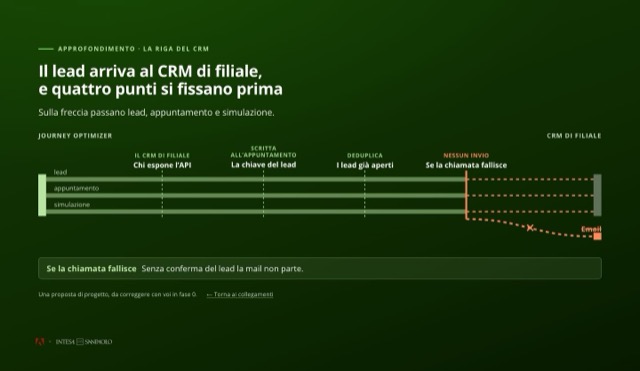 APPROFONDIMENTO · LA RIGA DEL CRM
Il lead arriva al CRM di filiale,
e quattro punti si fissano prima
Sulla freccia passano lead, appuntamento e simulazione.
JOURNEY OPTIMIZER
CRM DI FILIALE
IL CRM DI FILIALE
Chi espone l'API
SCRITTA
ALL'APPUNTAMENTO
La chiave del lead
DEDUPLICA
I lead già aperti
NESSUN INVIO
Se la chiamata fallisce
lead
appuntamento
simulazione
Email
Se la chiamata fallisce Senza conferma del lead la mail non parte.
Una proposta di progetto, da correggere con voi in fase 0. ← Torna ai collegamenti
INTESA SANPAOLO